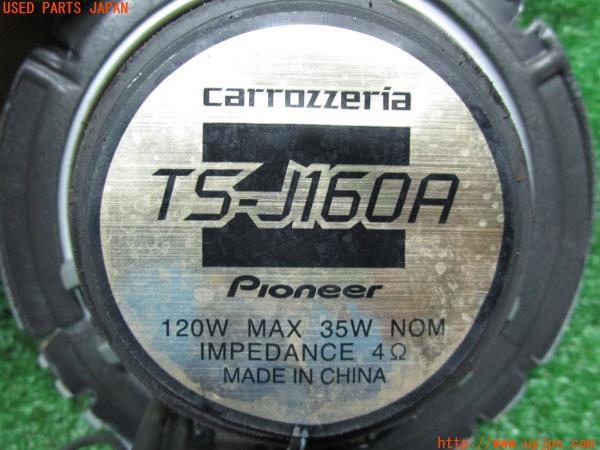 USED PARTS JAPAN
carrozzeria
TS-J160A
Pioneer
120W MAX 35W NOM
IMPEDANCE 4Ω
MADE IN CHINA
http://www.upjpn.com